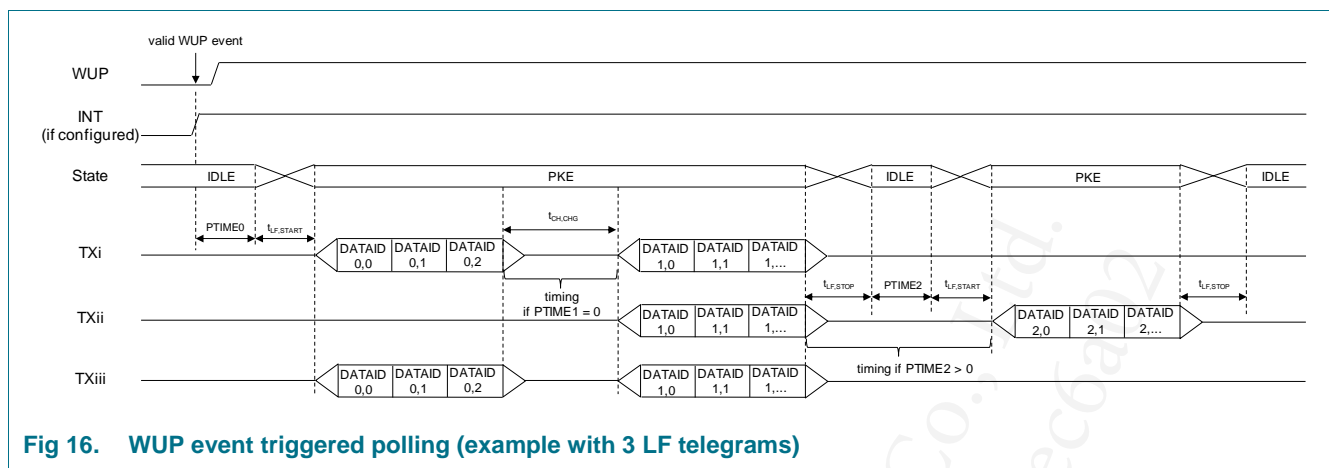 valid WUP event
WUP
INT
(if configured)
State
IDLE
PKE
IDLE
PKE
IDLE
PTIME0
tLF,START
tCH,CHG
TXi
DATAID 0,0
DATAID 0,1
DATAID 0,2
DATAID 1,0
DATAID 1,1
DATAID 1,...
timing
if PTIME1 = 0
tLF,STOP
PTIME2
tLF,START
tLF,STOP
TXii
DATAID 1,0
DATAID 1,1
DATAID 1,...
DATAID 2,0
DATAID 2,1
DATAID 2,...
timing if PTIME2 > 0
TXiii
DATAID 0,0
DATAID 0,1
DATAID 0,2
DATAID 1,0
DATAID 1,1
DATAID 1,...
Co., Ltd.
ec6a02
Fig 16. WUP event triggered polling (example with 3 LF telegrams)